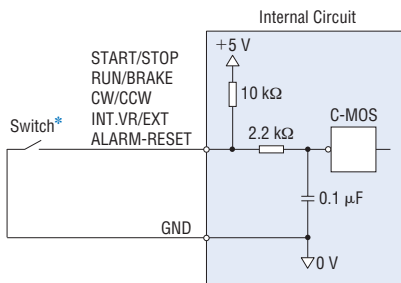 Internal Circuit
+5 V
START/STOP
RUN/BRAKE
CW/CCW
INT.VR/EXT
ALARM-RESET
10 kΩ
C-MOS
Switch*
2.2 kΩ
0.1 µF
GND
0 V